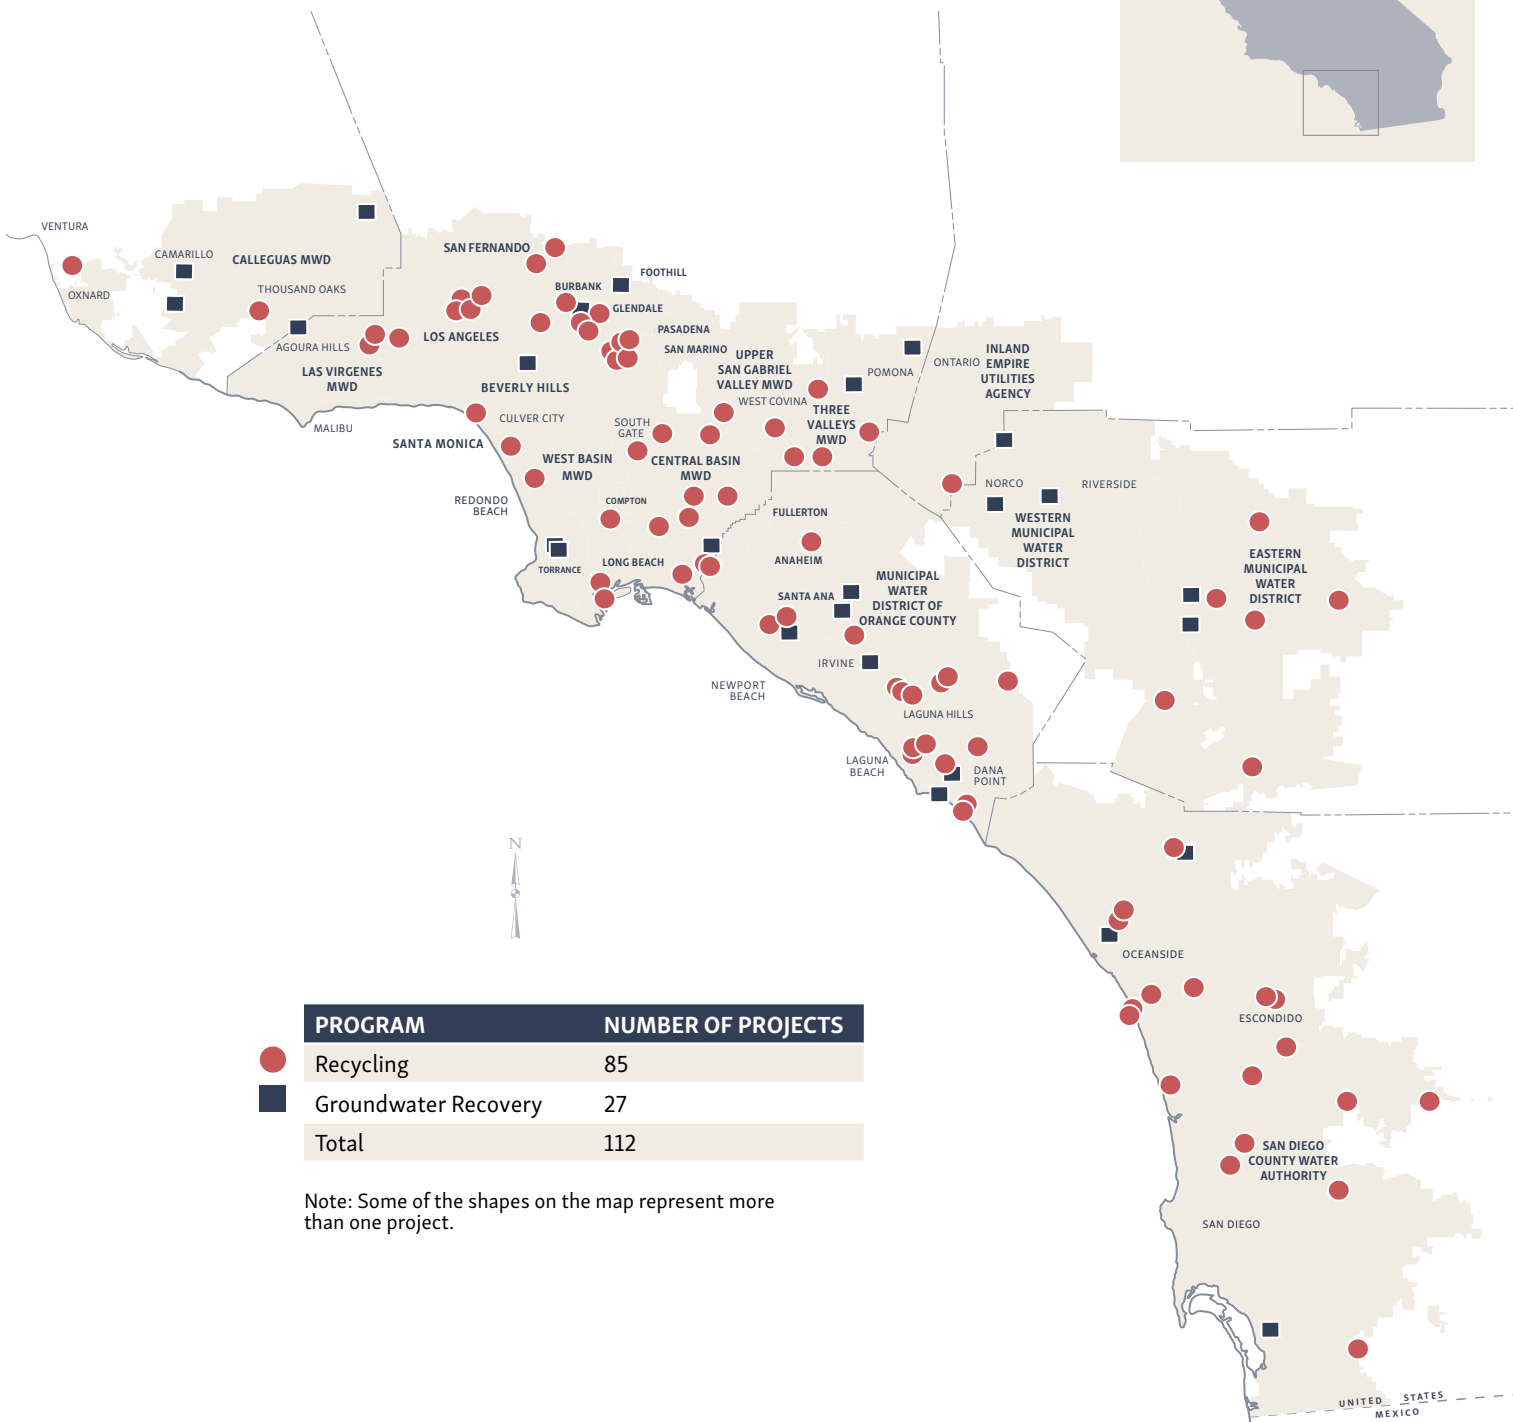 VENTURA
CAMARILLO
CALLEGUAS MWD
OXNARD
THOUSAND OAKS
AGOURA HILLS
LAS VIRGENES
MWD
MALIBU
SAN FERNANDO
BURBANK
FOOTHILL
GLENDALE
LOS ANGELES
PASADENA
SAN MARINO
BEVERLY HILLS
UPPER
SAN GABRIEL
VALLEY MWD
WEST COVINA
POMONA
ONTARIO
INLAND
EMPIRE
UTILITIES
AGENCY
THREE
VALLEYS
MWD
CULVER CITY
SANTA MONICA
SOUTH
GATE
WEST BASIN
MWD
CENTRAL BASIN
MWD
REDONDO
BEACH
COMPTON
TORRANCE
LONG BEACH
FULLERTON
ANAHEIM
SANTA ANA
MUNICIPAL
WATER
DISTRICT OF
ORANGE COUNTY
NORCO
RIVERSIDE
WESTERN
MUNICIPAL
WATER
DISTRICT
EASTERN
MUNICIPAL
WATER
DISTRICT
IRVINE
NEWPORT
BEACH
LAGUNA HILLS
LAGUNA
BEACH
DANA
POINT
N
OCEANSIDE
ESCONDIDO
SAN DIEGO
COUNTY WATER
AUTHORITY
SAN DIEGO
UNITED STATES
MEXICO
PROGRAM NUMBER OF PROJECTS
Recycling 85
Groundwater Recovery 27
Total 112
Note: Some of the shapes on the map represent more
than one project.